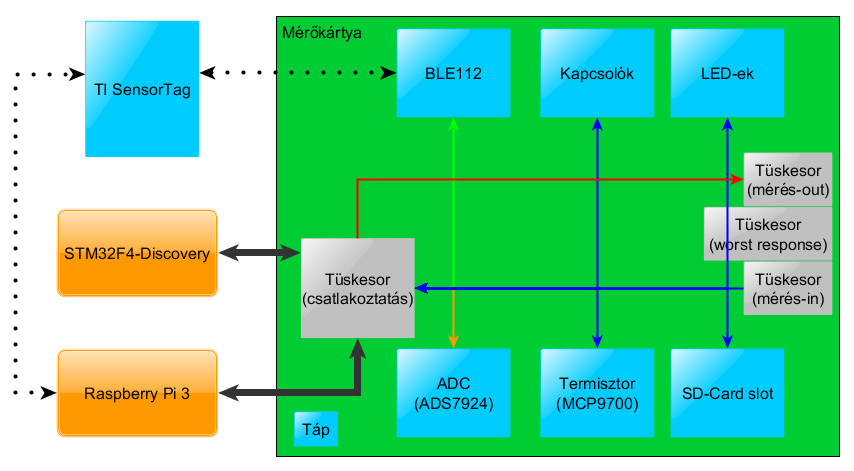 Mérőkártya
TI SensorTag
BLE112
Kapcsolók
LED-ek
Tüskesor
(mérés-out)
Tüskesor
(worst response)
STM32F4-Discovery
Tüskesor
(csatlakoztatás)
Tüskesor
(mérés-in)
Raspberry Pi 3
ADC
(ADS7924)
Termisztor
(MCP9700)
SD-Card slot
Táp